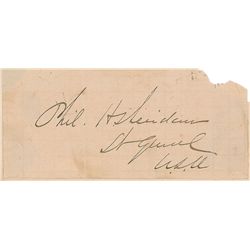 Phil. H Sheridan
Lt Genl
U.S.A